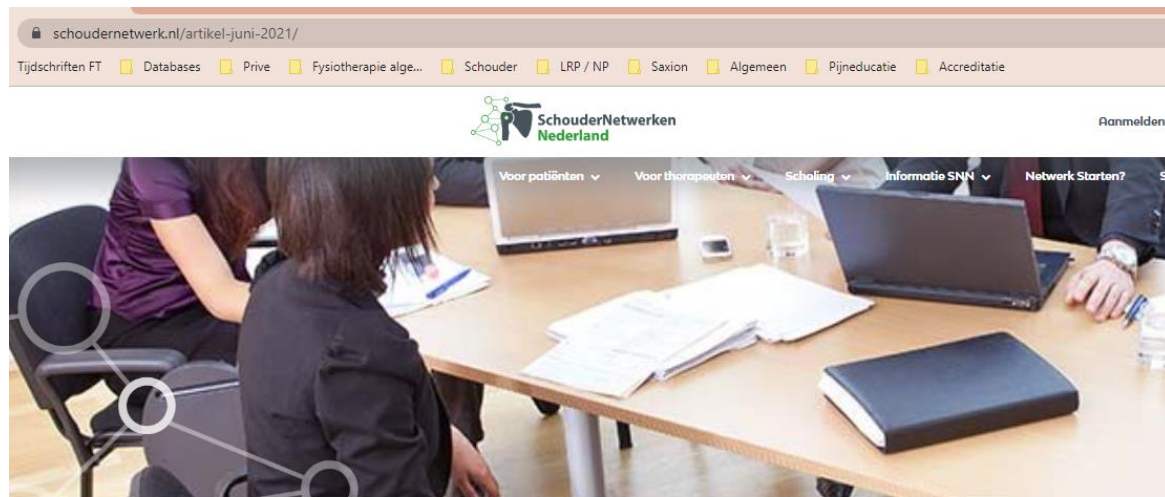 schoudernetwerk.nl/artikel-juni-2021/
Tijdschriften FT Databases Prive Fysiotherapie alge... Schouder LRP / NP Saxion Algemeen Pijneducatie Accreditatie
SchouderNetwerken
Nederland
Aanmelden
Voor patiënten Voor therapeuten Scholing Informatie SNN Netwerk Starten? S